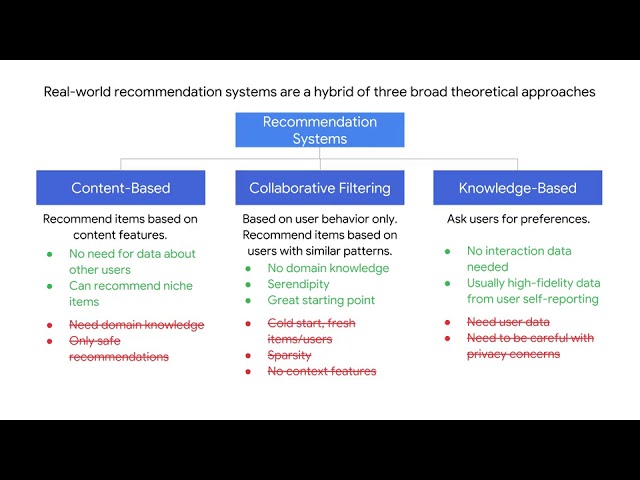 Real-world recommendation systems are a hybrid of three broad theoretical approaches
Recommendation
Systems
Content-Based
Recommend items based on
content features.
● No need for data about
other users
● Can recommend niche
items
● Need domain knowledge
● Only safe
recommendations
Collaborative Filtering
Based on user behavior only.
Recommend items based on
users with similar patterns.
● No domain knowledge
● Serendipity
● Great starting point
● Cold start, fresh
items/users
● Sparsity
● No context features
Knowledge-Based
Ask users for preferences.
● No interaction data
needed
● Usually high-fidelity data
from user self-reporting
● Need user data
● Need to be careful with
privacy concerns